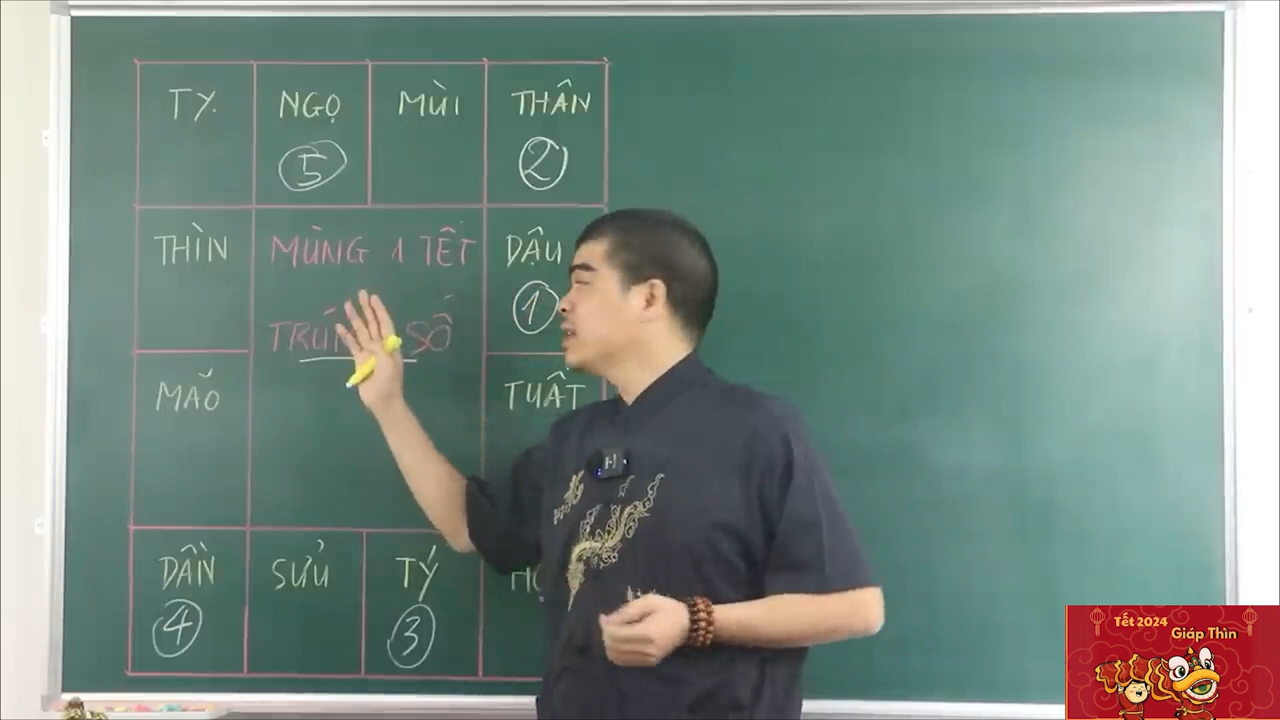 TỴ
NGỌ
MÙI
THÂN
5
2
THÌN
MÙNG 1 TẾT
DẬU
1
SỐ
MÃO
TUẤT
DẦN
SỬU
TÝ
4
3
Tết 2024
Giáp Thìn